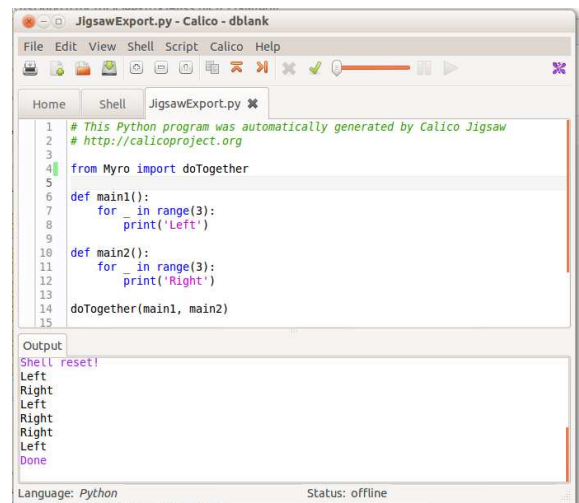 JigsawExport.py - Calico - dblank
File Edit View Shell Script Calico Help
Home Shell JigsawExport.py
1 # This Python program was automatically generated by Calico Jigsaw
2 # http://calicoproject.org
3
4 from Myro import doTogether
5
6 def main1():
7     for _ in range(3):
8         print('Left')
9
10 def main2():
11     for _ in range(3):
12         print('Right')
13
14 doTogether(main1, main2)
15
Output
Shell reset!
Left
Right
Left
Right
Right
Left
Done
Language: Python Status: offline